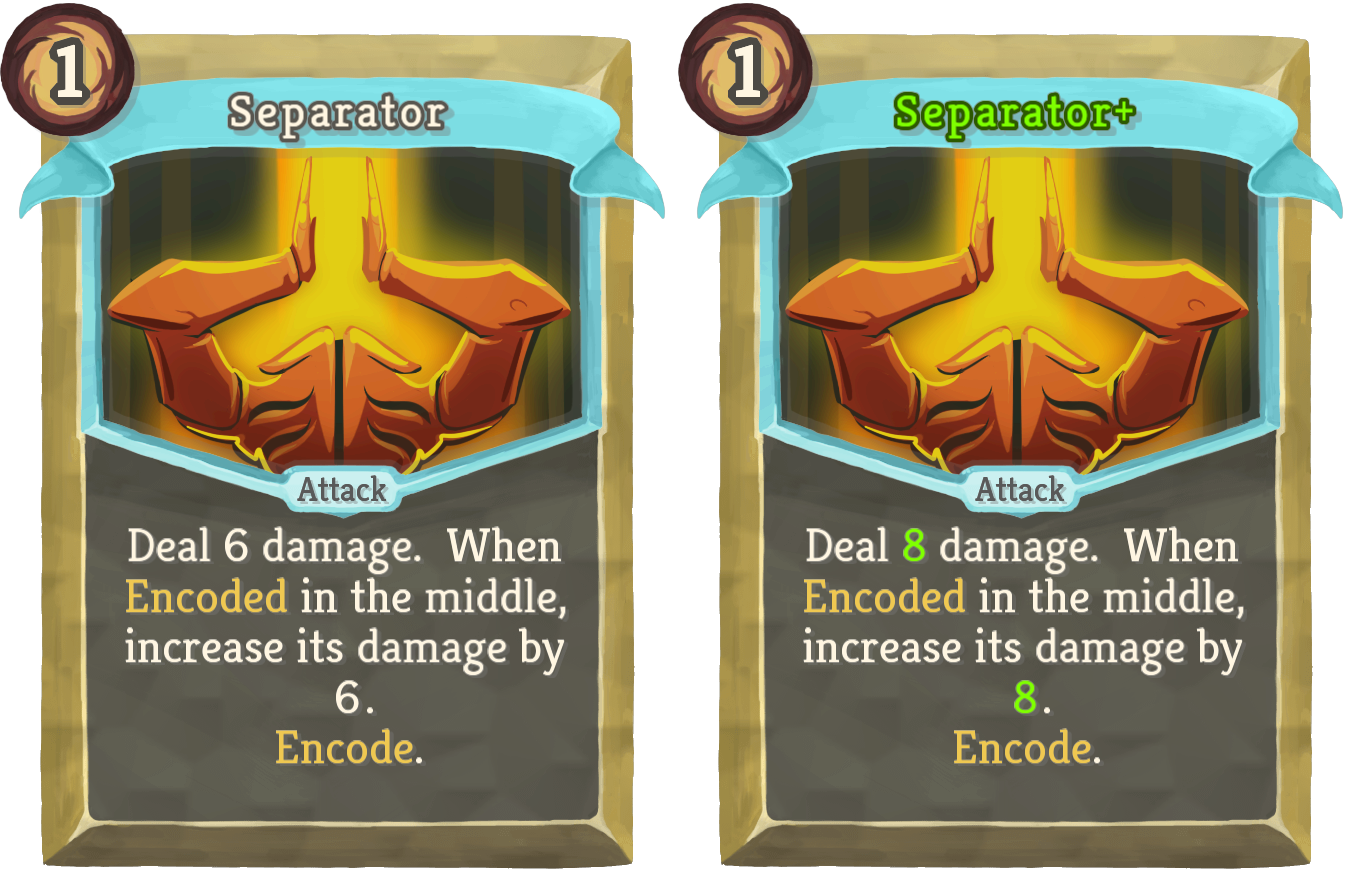 1
Separator
Attack
Deal 6 damage.  When
Encoded in the middle,
increase its damage by
6.
Encode.
1
Separator+
Attack
Deal 8 damage.  When
Encoded in the middle,
increase its damage by
8.
Encode.